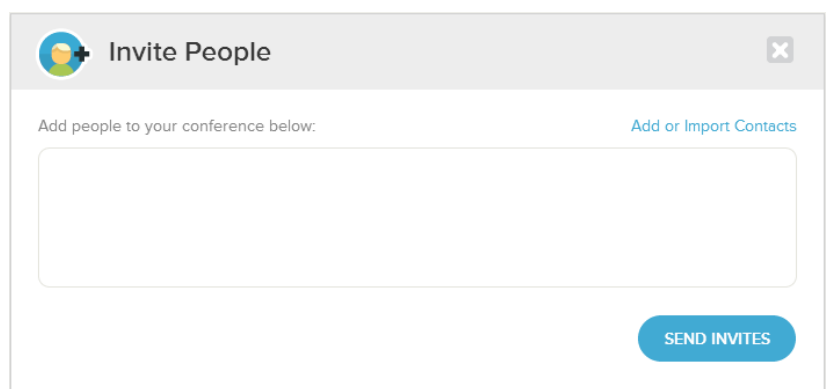 Invite People
Add people to your conference below:
Add or Import Contacts
SEND INVITES